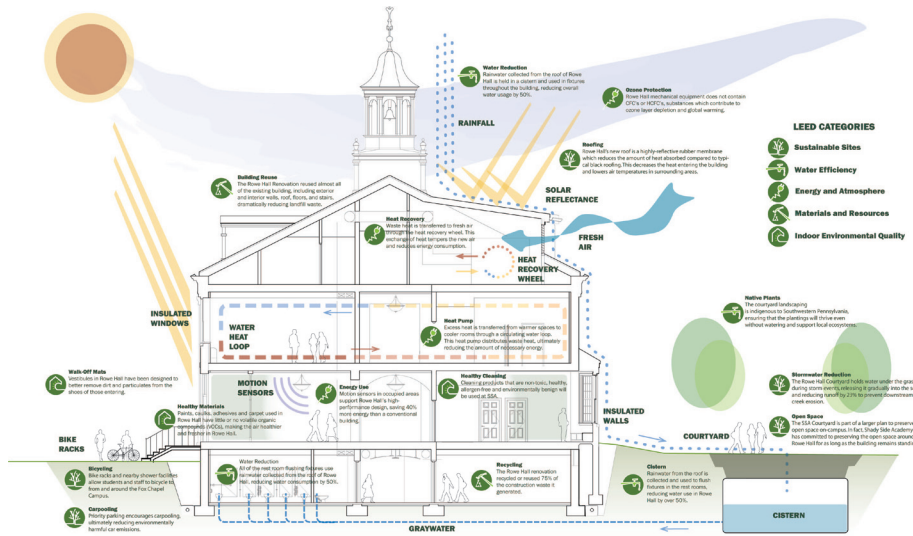 Water Reduction
Rainwater collected from the roof of Rowe
Hall is held in a cistern and used in fixtures
throughout the building, reducing overall
water usage by 50%.
RAINFALL
Ozone Protection
Rowe Hall mechanical equipment does not contain
CFC's or HCFC's, substances which contribute to
ozone layer depletion and global warming.
Roofing
Rowe Hall's new roof is a highly-reflective rubber membrane
which reduces the amount of heat absorbed compared to typi-
cal black roofing. This decreases the heat entering the building
and lowers air temperatures in surrounding areas.
LEED CATEGORIES
Sustainable Sites
Water Efficiency
Energy and Atmosphere
Materials and Resources
Indoor Environmental Quality
Building Reuse
The Rowe Hall Renovation reused almost all
of the existing building, including exterior
and interior walls, roof, floors, and stairs,
dramatically reducing landfill waste.
SOLAR
REFLECTANCE
Heat Recovery
Waste heat is transferred to fresh air
through the heat recovery wheel. This
exchange of heat tempers the new air
and reduces energy consumption.
FRESH
AIR
HEAT
RECOVERY
WHEEL
INSULATED
WINDOWS
WATER
HEAT
LOOP
Heat Pump
Excess heat is transferred from warmer spaces to
cooler rooms through a circulating water loop.
This heat pump distributes waste heat, ultimately
reducing the amount of necessary energy.
Native Plants
The courtyard landscaping
is indigenous to Southwestern Pennsylvania,
ensuring that the plantings will thrive even
without watering and support local ecosystems.
Walk-Off Mats
Vestibules in Rowe Hall have been designed to
better remove dirt and particulates from the
shoes of those entering.
MOTION
SENSORS
Energy Use
Motion sensors in occupied areas
support Rowe Hall's high-
performance design, saving 40%
more energy than a conventional
building.
Healthy Cleaning
Cleaning products that are non-toxic, healthy,
allergen-free and environmentally benign will
be used at SSA.
Stormwater Reduction
The Rowe Hall Courtyard holds water under the grass
during storm events, releasing it gradually into the s
and reducing runoff by 23% to prevent downstream
creek erosion.
Healthy Materials
Paints, caulks, adhesives and carpet used in
Rowe Hall have little or no volatile organic
compounds (VOCs), making the air healthier
and fresher in Rowe Hall.
INSULATED
WALLS
COURTYARD
Open Space
The SSA Courtyard is part of a larger plan to preserve
open space on-campus. In fact, Shady Side Academy
has committed to preserving the open space around
Rowe Hall for as long as the building remains standi
BIKE
RACKS
Bicycling
Bike racks and nearby shower facilities
allow students and staff to bicycle to
from and around the Fox Chapel
Campus.
Water Reduction
All of the rest room flushing fixtures use
rainwater collected from the roof of Rowe
Hall, reducing water consumption by 50%.
Recycling
The Rowe Hall renovation
recycled or reused 75% of
the construction waste it
generated.
Cistern
Rainwater from the roof is
collected and used to flush
fixtures in the rest rooms,
reducing water use in Rowe
Hall by over 50%.
Carpooling
Priority parking encourages carpooling,
ultimately reducing environmentally
harmful car emissions.
CISTERN
GRAYWATER